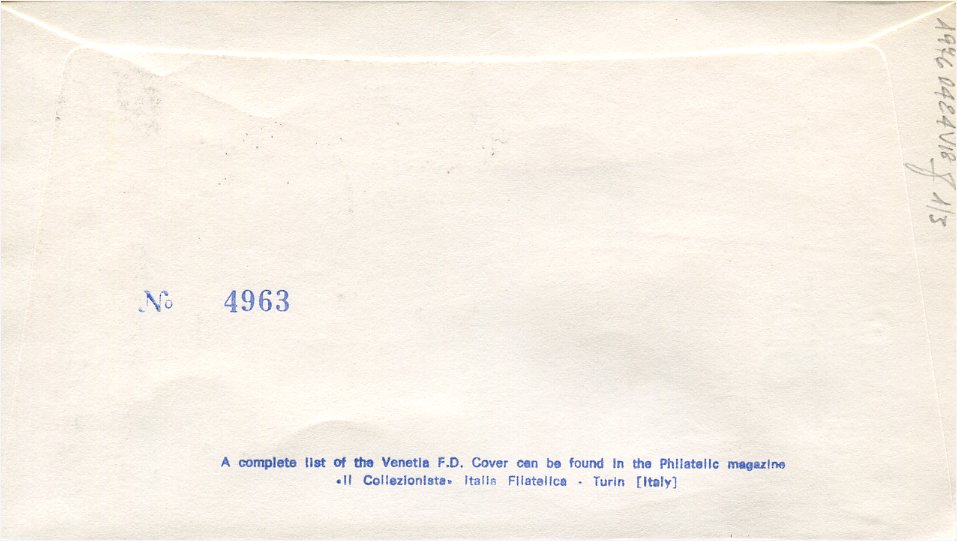 № 4963
A complete list of the Venetia F.D. Cover can be found in the Philatelic magazine
«Il Collezionista» Italia Filatelica - Turin [Italy]